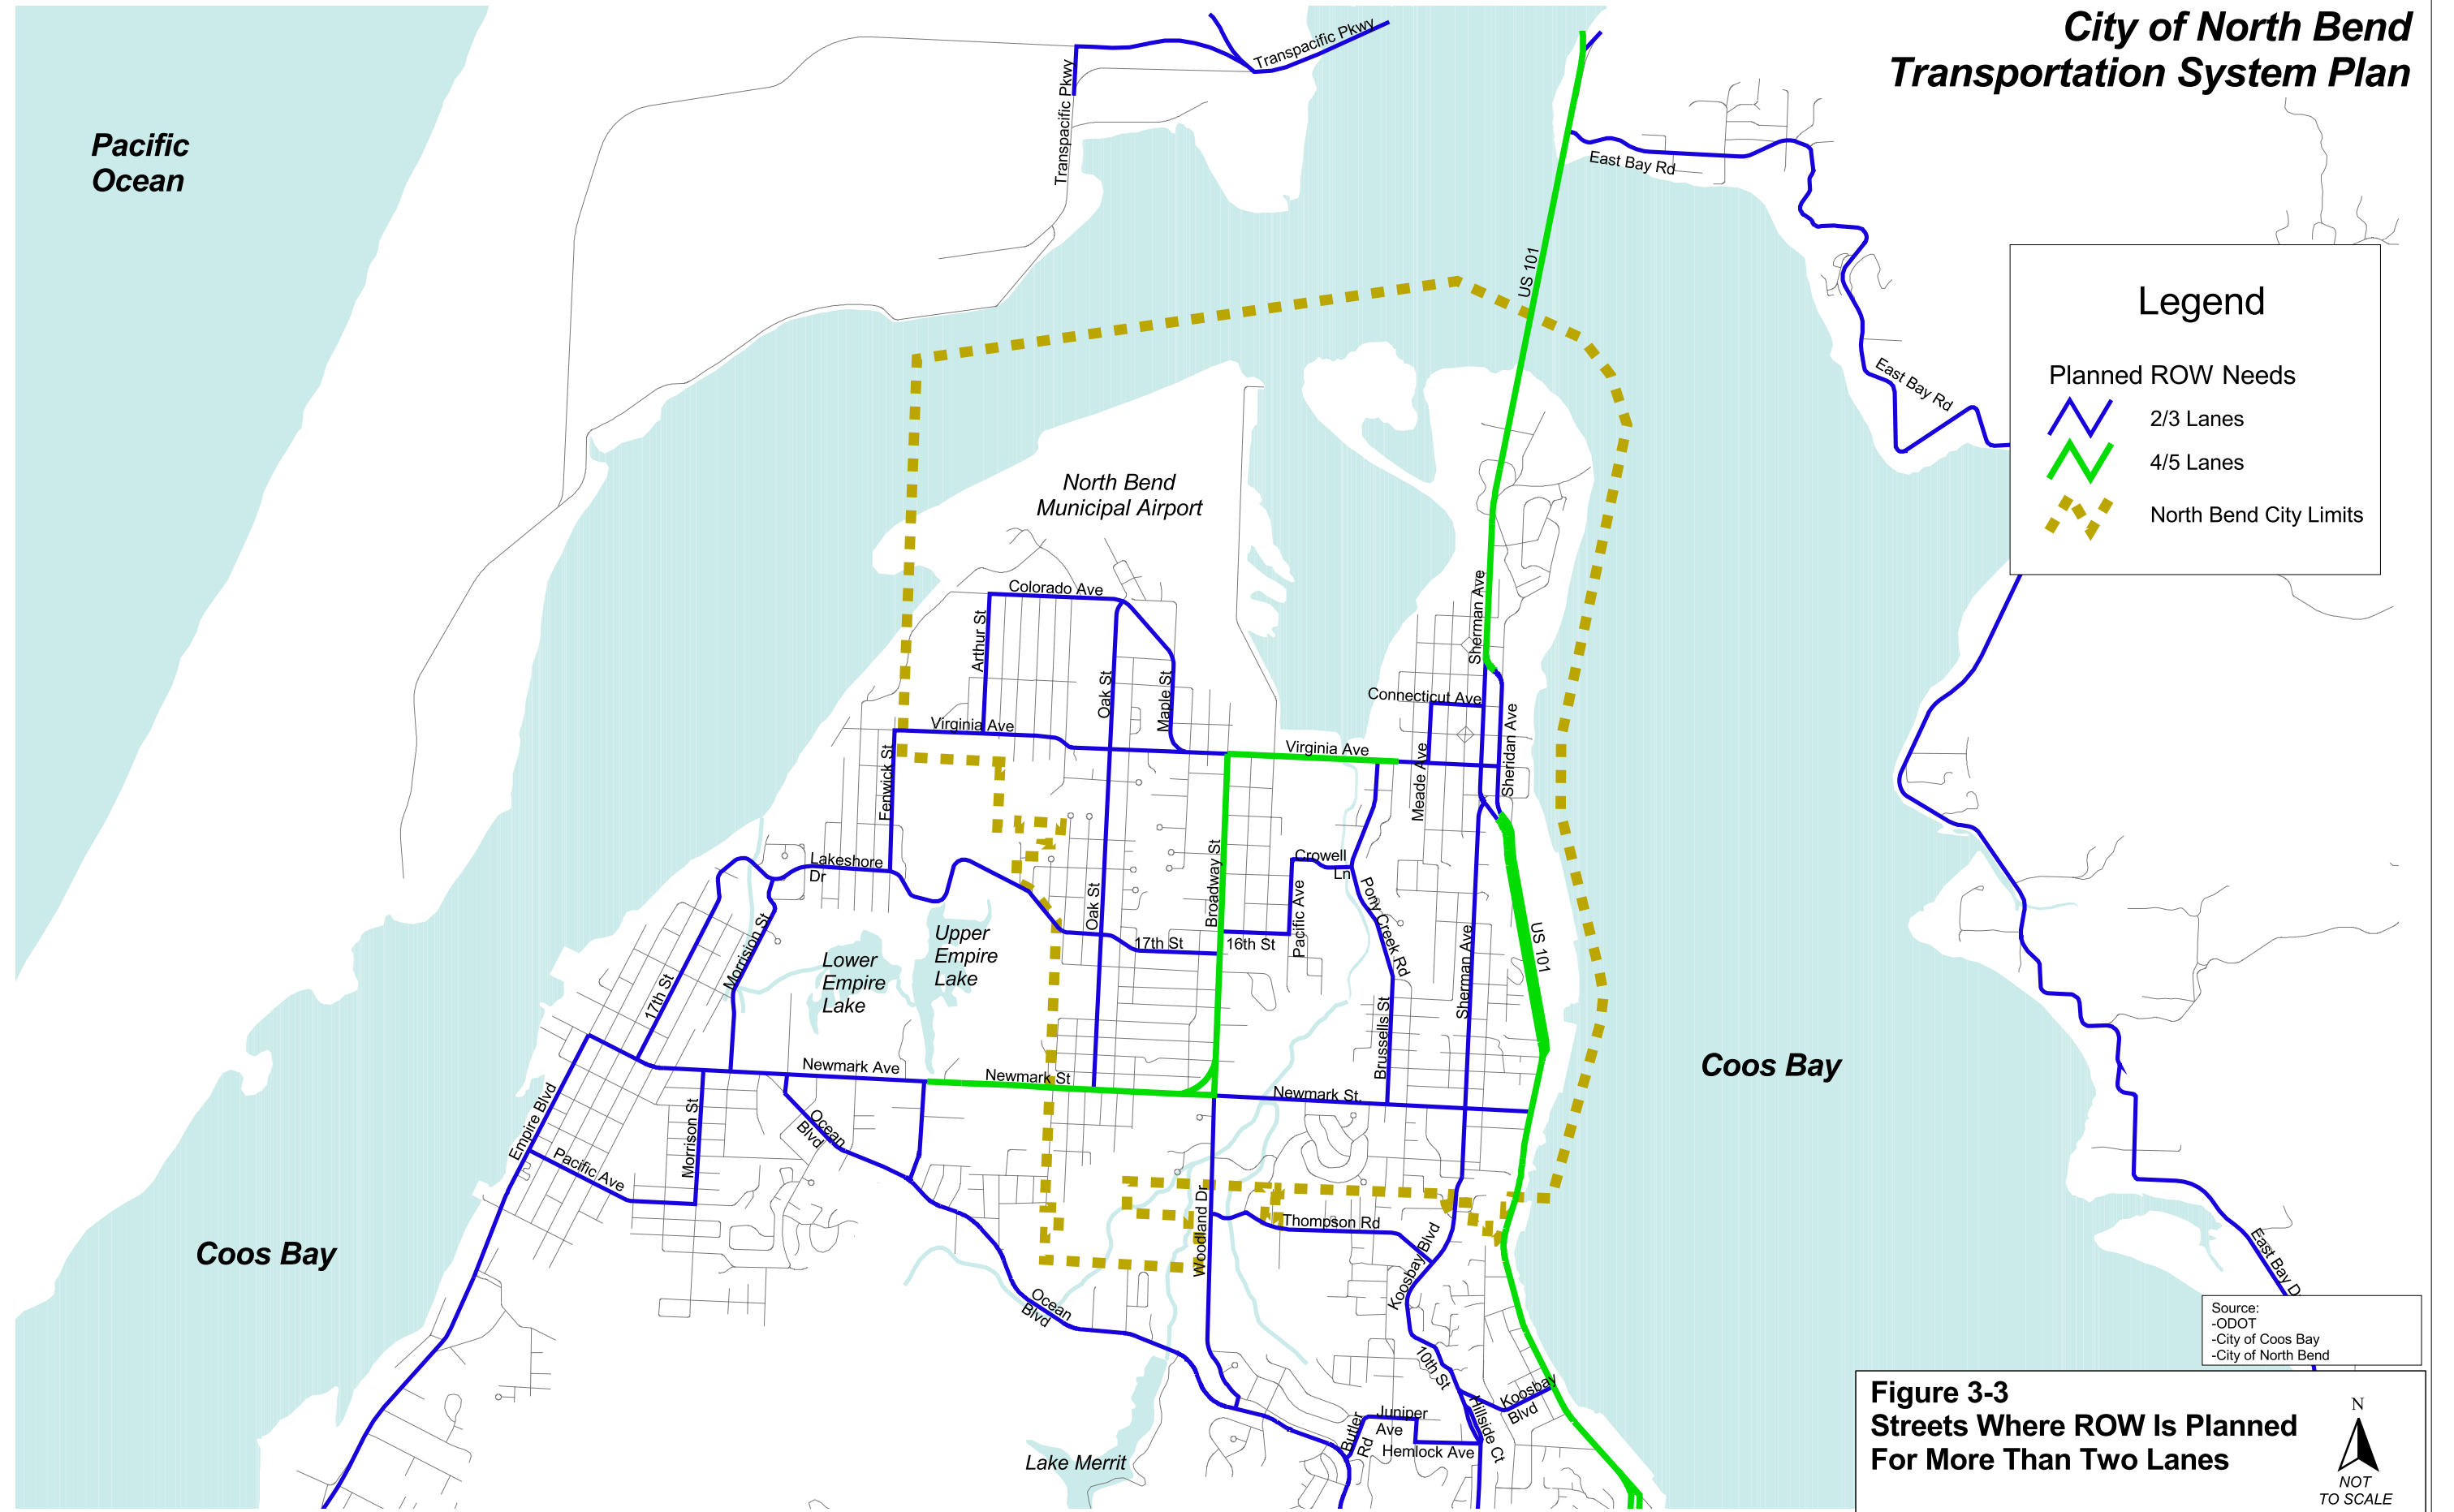 City of North Bend
Transportation System Plan
Pacific
Ocean
Transpacific Pkwy
Transpacific Pkwy
East Bay Rd
US 101
Legend
Planned ROW Needs
2/3 Lanes
4/5 Lanes
North Bend City Limits
East Bay Rd
North Bend
Municipal Airport
Colorado Ave
Arthur St
Sherman Ave
Oak St
Maple St
Connecticut Ave
Virginia Ave
Virginia Ave
Sheridan Ave
Meade Ave
Fenwick St
Lakeshore
Dr
Crowell
Ln
Broadway St
Oak St
Pacific Ave
Pony Creek Rd
Morrision St
17th St
16th St
Upper
Empire
Lake
Lower
Empire
Lake
US 101
Sherman Ave
17th St
Brussells St
Newmark Ave
Newmark St
Newmark St.
Coos Bay
Empire Blvd
Morrison St
Ocean
Blvd
Pacific Ave
Woodland Dr
Thompson Rd
Koosbay Blvd
Coos Bay
East Bay D
Ocean
Blvd
10th St
Koosbay
Blvd
Hillside Ct
Juniper
Ave
Butler
Rd
Hemlock Ave
Lake Merrit
Source:
-ODOT
-City of Coos Bay
-City of North Bend
Figure 3-3
Streets Where ROW Is Planned
For More Than Two Lanes
N
NOT
TO SCALE